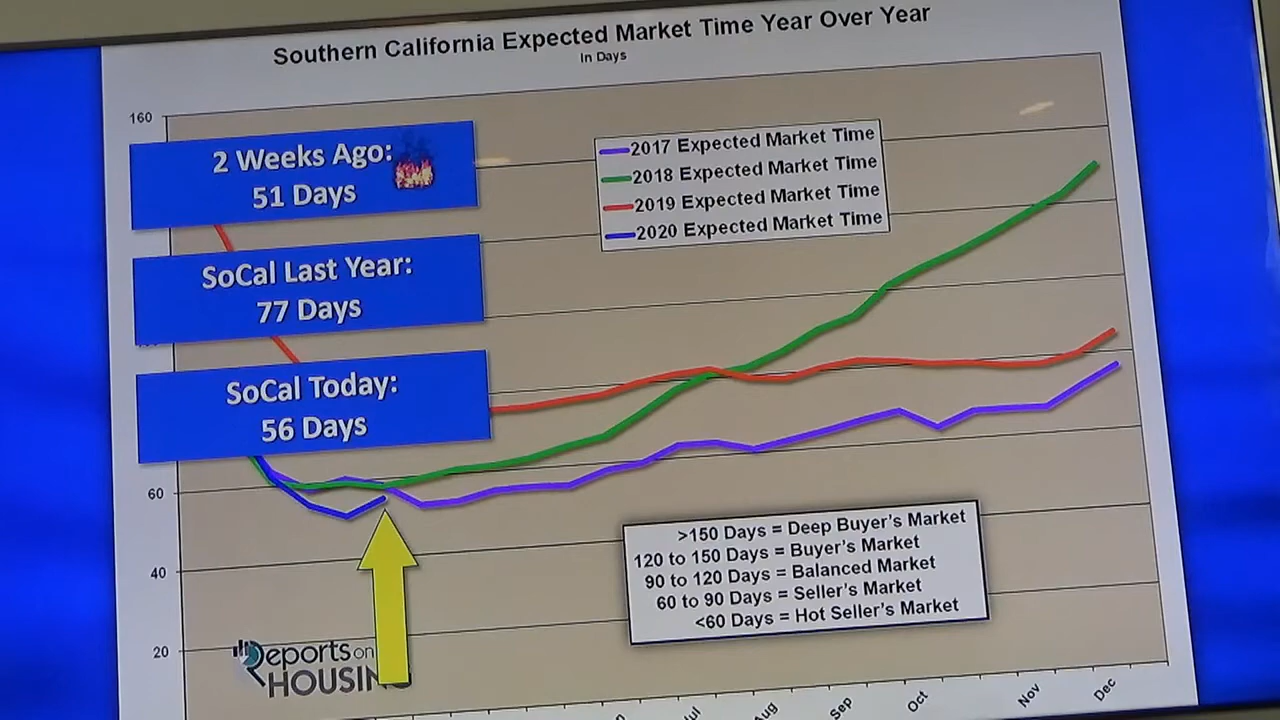 Southern California Expected Market Time Year Over Year
In Days
160
2 Weeks Ago:
51 Days
SoCal Last Year:
77 Days
SoCal Today:
56 Days
2017 Expected Market Time
2018 Expected Market Time
2019 Expected Market Time
2020 Expected Market Time
60
40
20
>150 Days = Deep Buyer's Market
120 to 150 Days = Buyer's Market
90 to 120 Days = Balanced Market
60 to 90 Days = Seller's Market
<60 Days = Hot Seller's Market
Reports on
HOUSIN
Sep
Oct
Nov
Dec